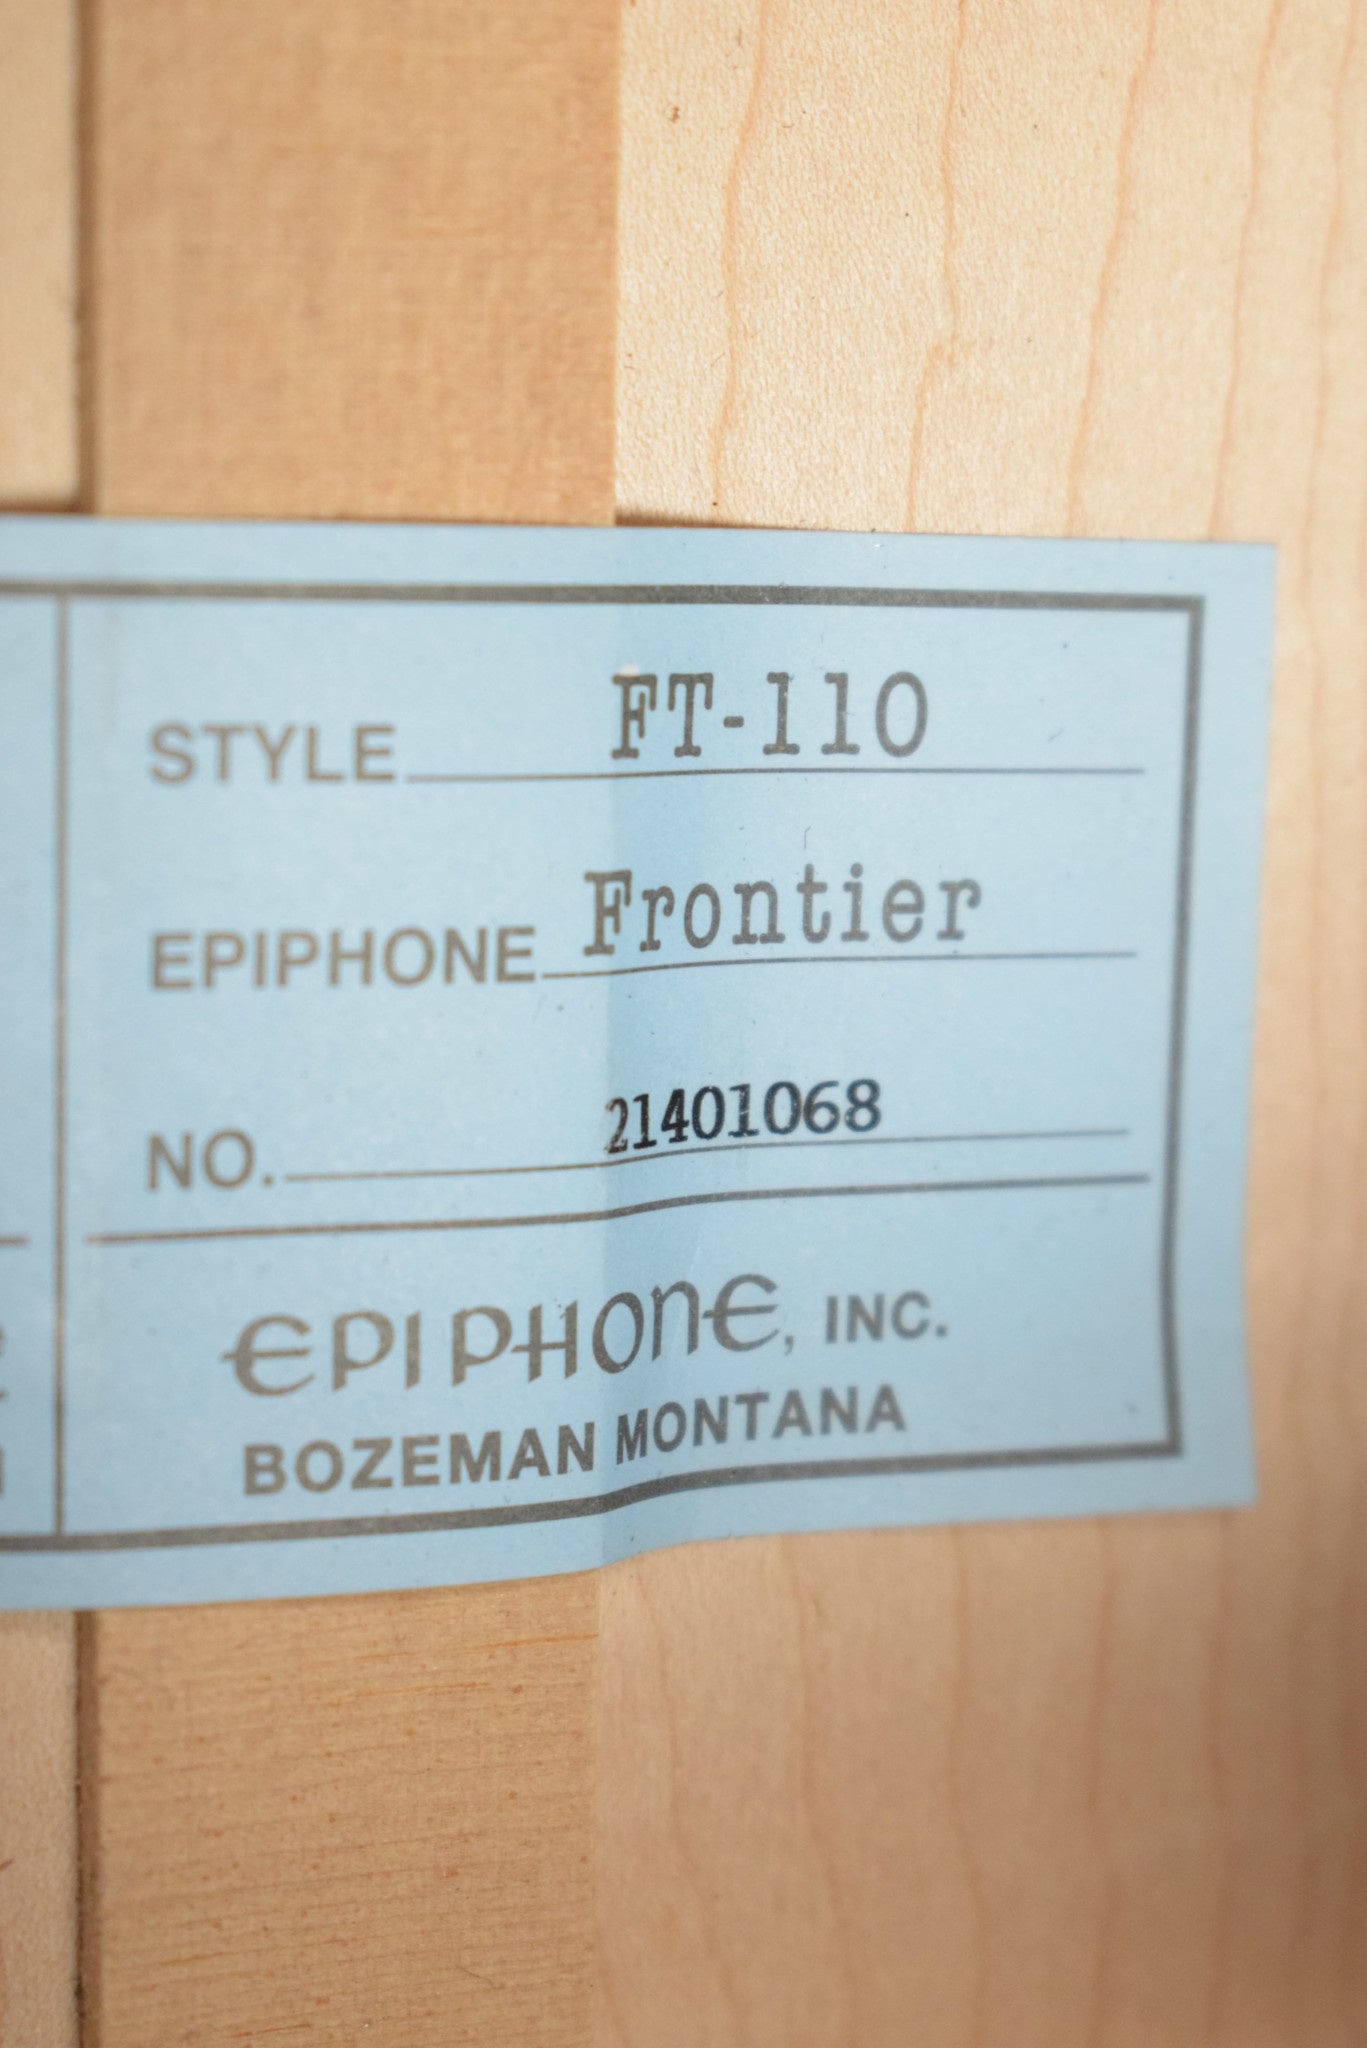 STYLE FT-110
EPIPHONE Frontier
NO. 21401068
EPIPHONE, INC.
BOZEMAN MONTANA